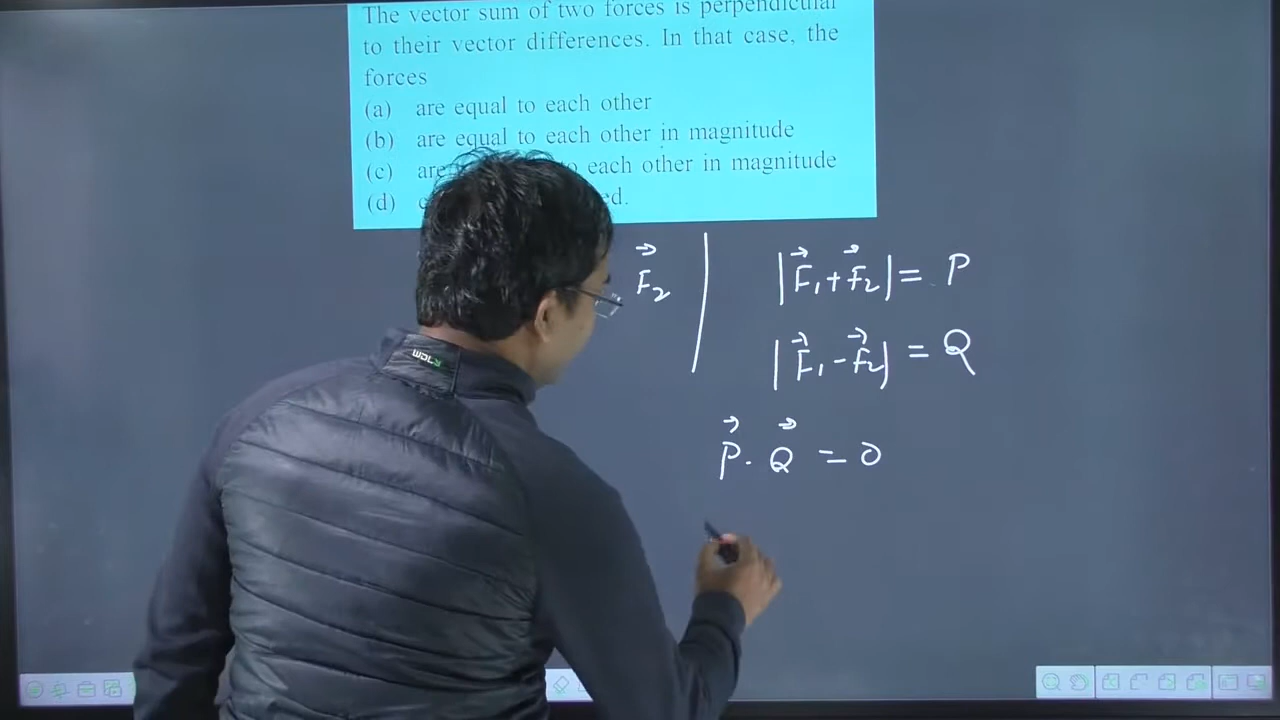 The vector sum of two forces is perpendicular
to their vector differences. In that case, the
forces
(a) are equal to each other
(b) are equal to each other in magnitude
(c) are to each other in magnitude
(d)
F⃗₂
|F⃗₁+F⃗₂| = P
|F⃗₁-F⃗₂| = Q
P⃗. Q⃗ = 0